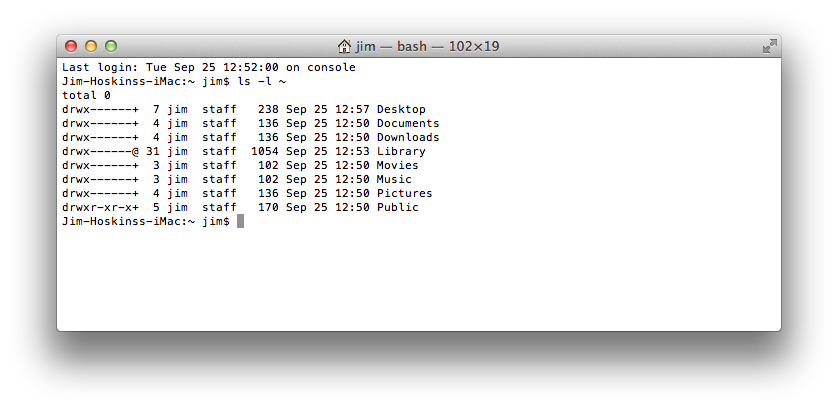 jim — bash — 102×19
Last login: Tue Sep 25 12:52:00 on console
Jim-Hoskinss-iMac:~ jim$ ls -l ~
total 0
drwx------+  7 jim  staff   238 Sep 25 12:57 Desktop
drwx------+  4 jim  staff   136 Sep 25 12:50 Documents
drwx------+  4 jim  staff   136 Sep 25 12:50 Downloads
drwx------@ 31 jim  staff  1054 Sep 25 12:53 Library
drwx------+  3 jim  staff   102 Sep 25 12:50 Movies
drwx------+  3 jim  staff   102 Sep 25 12:50 Music
drwx------+  4 jim  staff   136 Sep 25 12:50 Pictures
drwxr-xr-x+  5 jim  staff   170 Sep 25 12:50 Public
Jim-Hoskinss-iMac:~ jim$